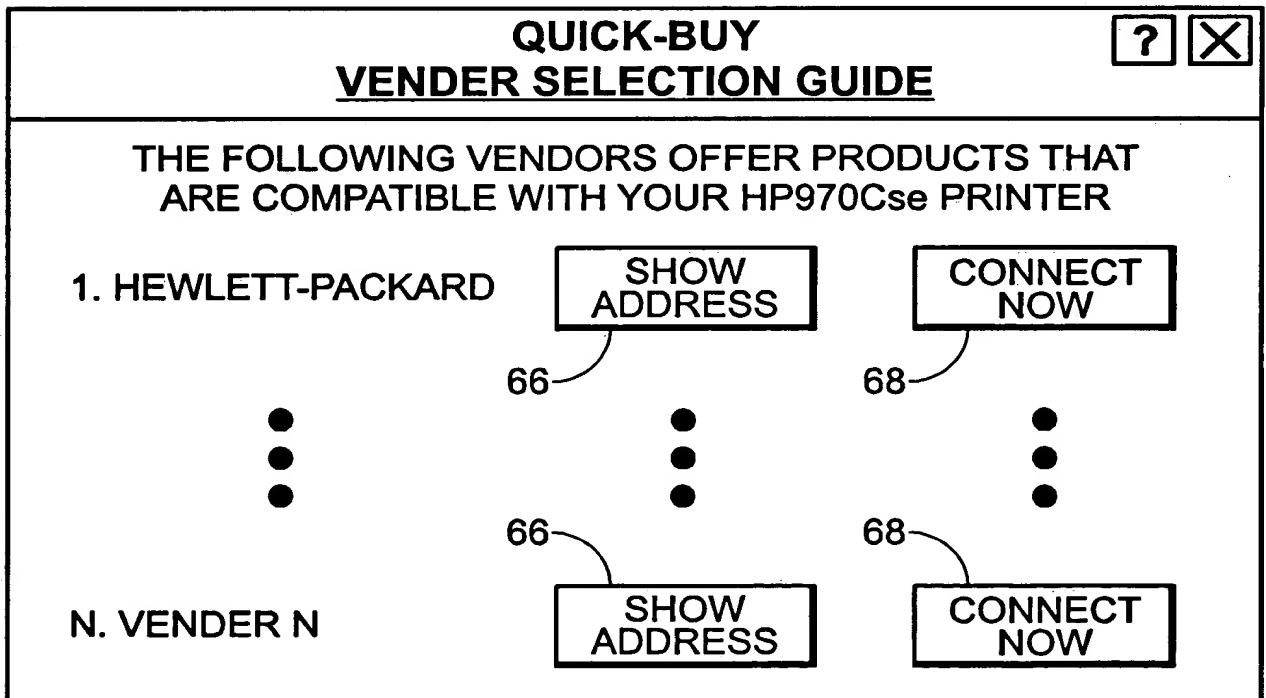 QUICK-BUY
? X
VENDER SELECTION GUIDE
THE FOLLOWING VENDORS OFFER PRODUCTS THAT
ARE COMPATIBLE WITH YOUR HP970Cse PRINTER
1. HEWLETT-PACKARD
SHOW
ADDRESS
CONNECT
NOW
66
68
66
68
N. VENDER N
SHOW
ADDRESS
CONNECT
NOW